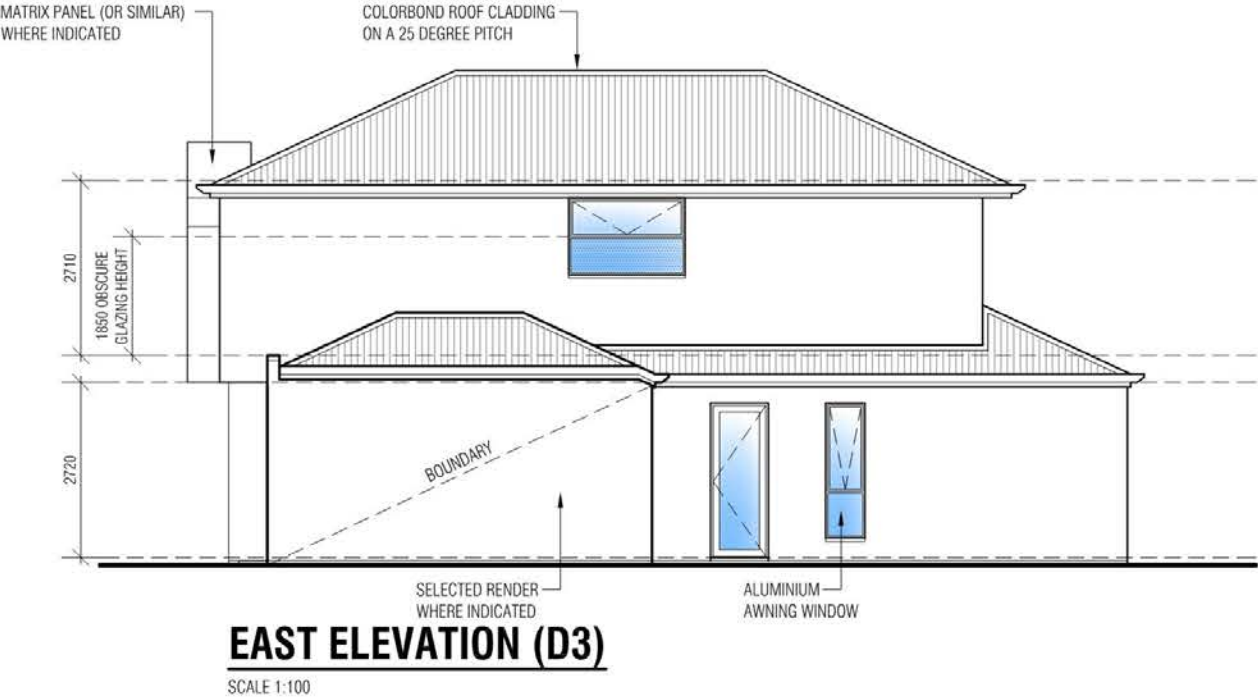 MATRIX PANEL (OR SIMILAR)
WHERE INDICATED
COLORBOND ROOF CLADDING
ON A 25 DEGREE PITCH
2710
1850 OBSCURE
GLAZING HEIGHT
2720
BOUNDARY
SELECTED RENDER
WHERE INDICATED
ALUMINIUM
AWNING WINDOW
EAST ELEVATION (D3)
SCALE 1:100